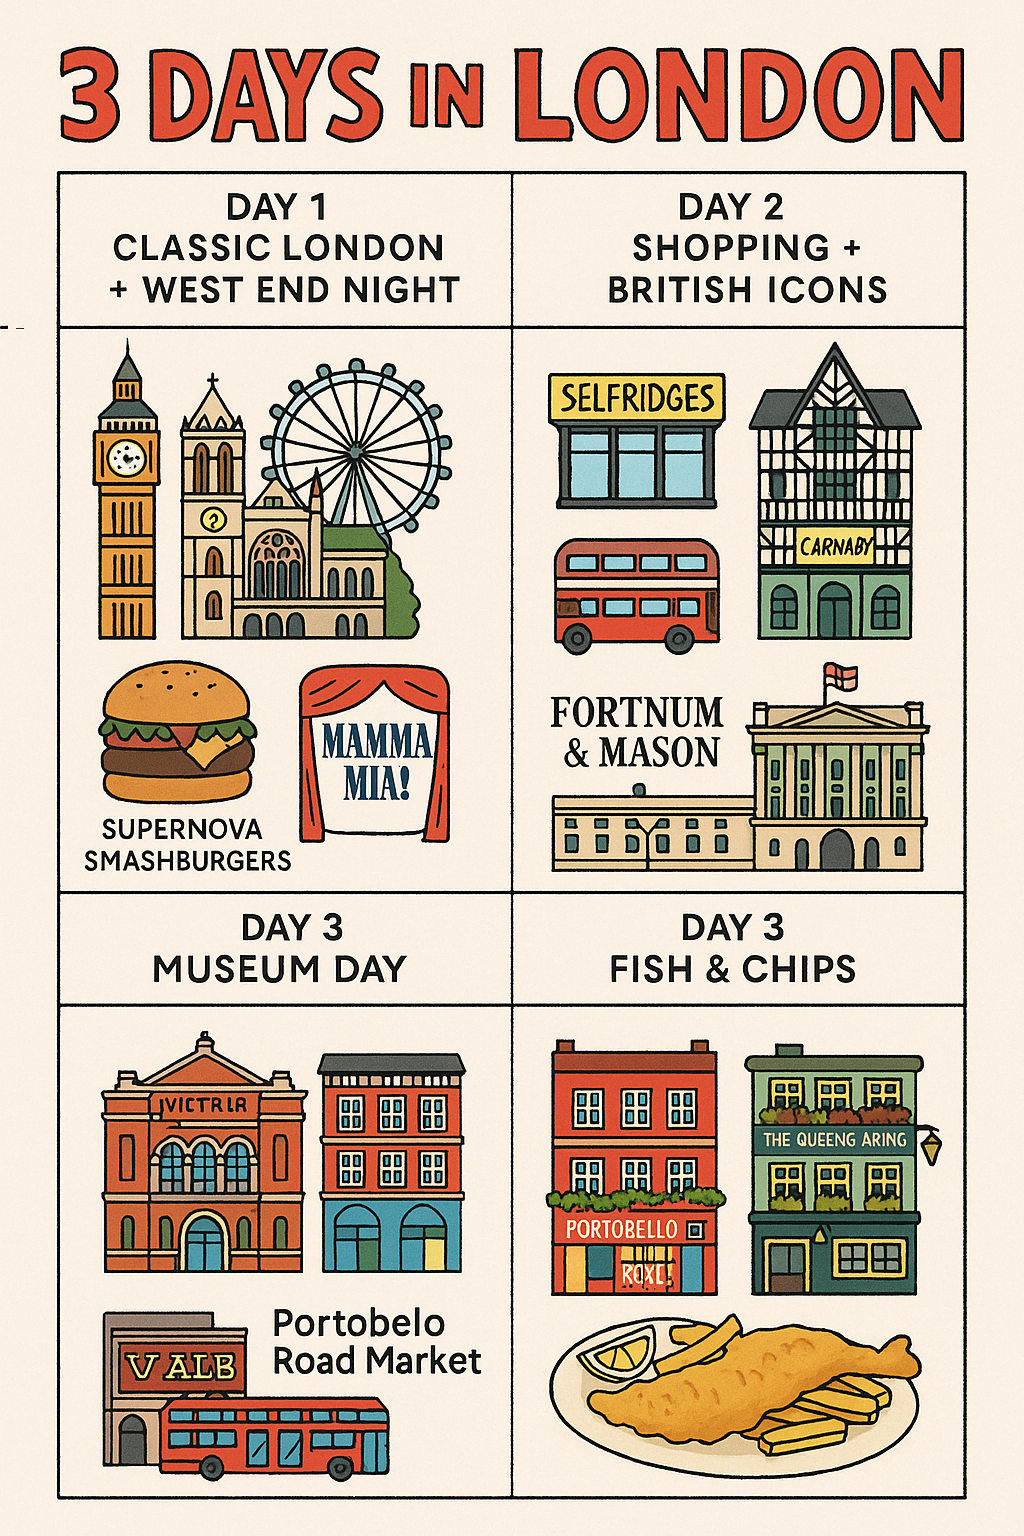 3 DAYS IN LONDON
DAY 1
CLASSIC LONDON
+ WEST END NIGHT
DAY 2
SHOPPING +
BRITISH ICONS
?
SUPERNOVA
SMASHBURGERS
MAMMA
MIA!
SELFRIDGES
CARNABY
FORTNUM
& MASON
DAY 3
MUSEUM DAY
DAY 3
FISH & CHIPS
Portobelo
Road Market
V ALB
PORTOBELLO
THE QUEENG ARING